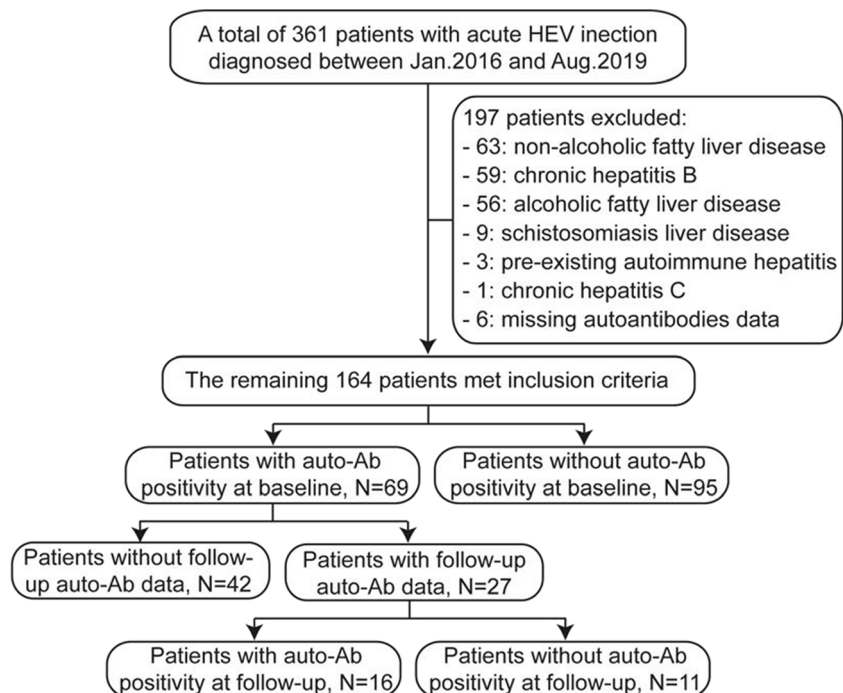 A total of 361 patients with acute HEV inection
diagnosed between Jan.2016 and Aug.2019
197 patients excluded:
- 63: non-alcoholic fatty liver disease
- 59: chronic hepatitis B
- 56: alcoholic fatty liver disease
- 9: schistosomiasis liver disease
- 3: pre-existing autoimmune hepatitis
- 1: chronic hepatitis C
- 6: missing autoantibodies data
The remaining 164 patients met inclusion criteria
Patients with auto-Ab
positivity at baseline, N=69
Patients without auto-Ab
positivity at baseline, N=95
Patients without follow-
up auto-Ab data, N=42
Patients with follow-up
auto-Ab data, N=27
Patients with auto-Ab
positivity at follow-up, N=16
Patients without auto-Ab
positivity at follow-up, N=11